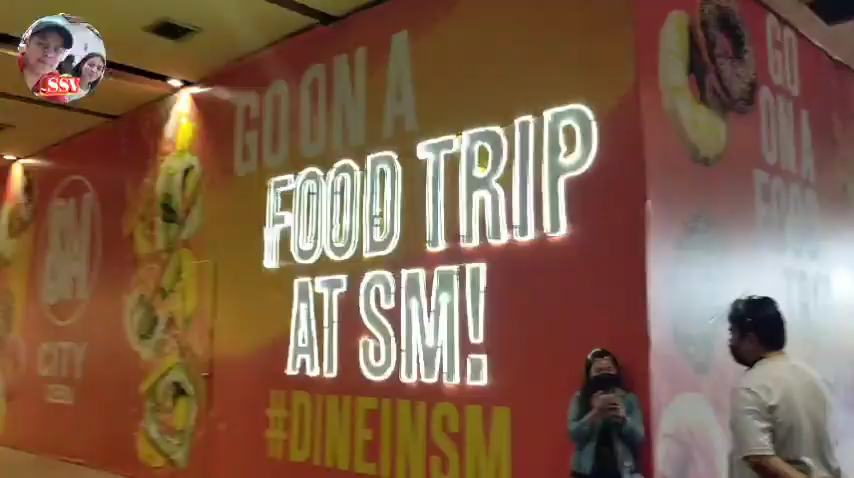 SSV
GO ON A
FOOD TRIP
AT SM!
#DINEINSM
SM
CITY
GO
ON A
FOOD